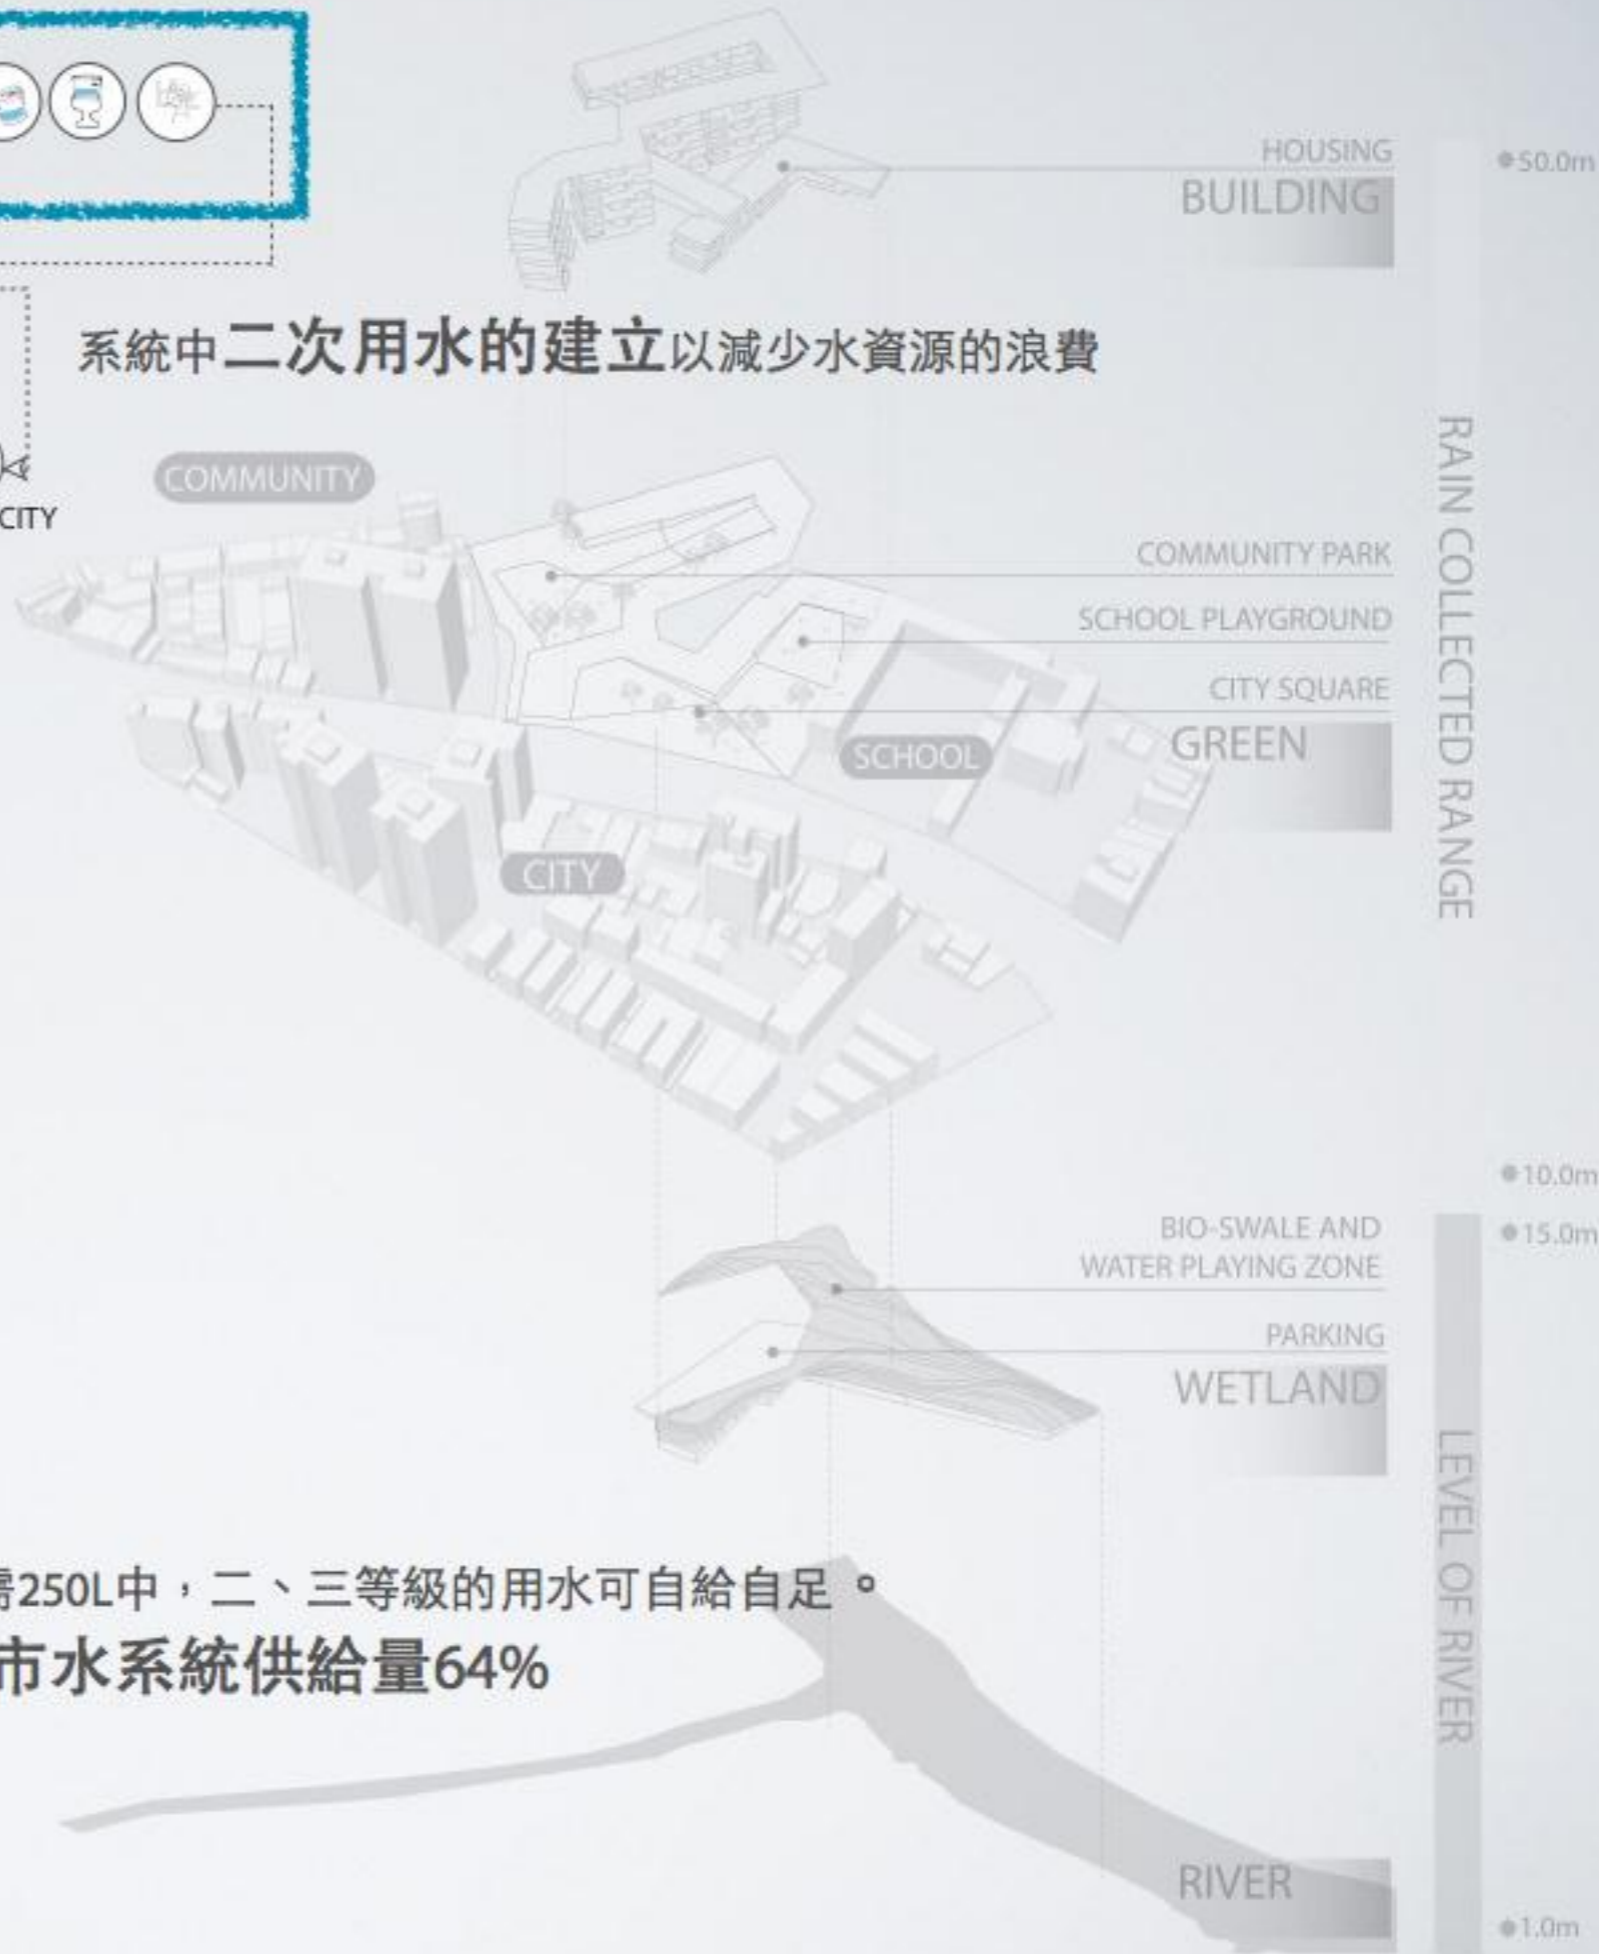 HOUSING
BUILDING
50.0m
系統中二次用水的建立以減少水資源的浪費
COMMUNITY
CITY
COMMUNITY PARK
SCHOOL PLAYGROUND
CITY SQUARE
GREEN
SCHOOL
CITY
RAIN COLLECTED RANGE
10.0m
15.0m
BIO-SWALE AND
WATER PLAYING ZONE
PARKING
WETLAND
LEVEL OF RIVER
250L中，二、三等級的用水可自給自足。
市水系統供給量64%
RIVER
1.0m